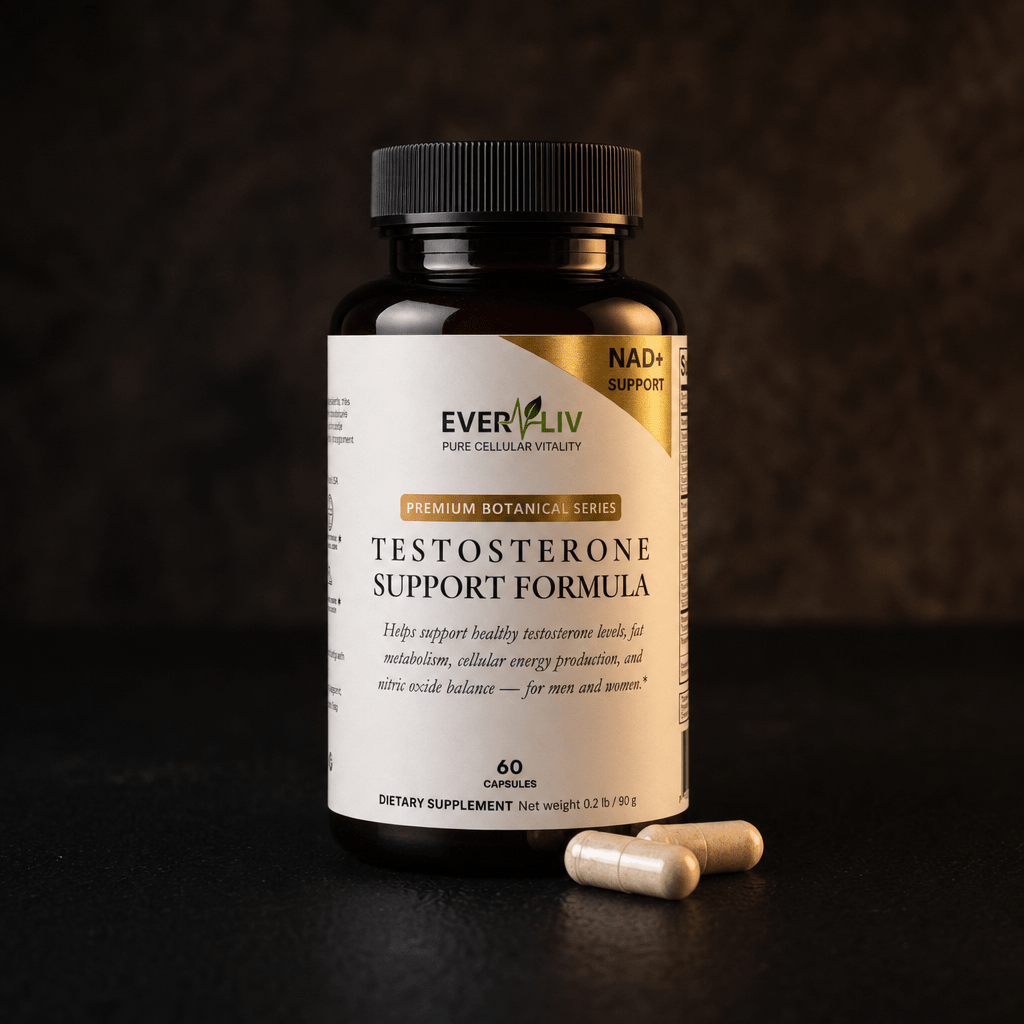 NAD+
SUPPORT
EVERLIV
PURE CELLULAR VITALITY
PREMIUM BOTANICAL SERIES
TESTOSTERONE
SUPPORT FORMULA
Helps support healthy testosterone levels, fat
metabolism, cellular energy production, and
nitric oxide balance — for men and women.*
60
CAPSULES
DIETARY SUPPLEMENT Net weight 0.2 lb / 90 g